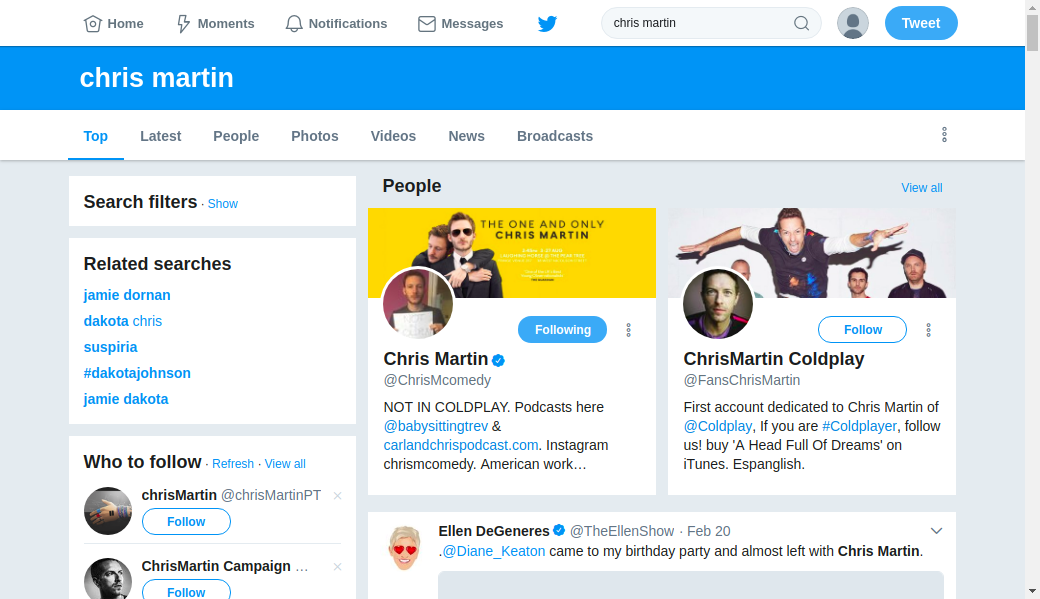 Home
Moments
Notifications
Messages
chris martin
Tweet
chris martin
Top
Latest
People
Photos
Videos
News
Broadcasts
Search filters · Show
Related searches
jamie dornan
dakota chris
suspiria
#dakotajohnson
jamie dakota
Who to follow · Refresh · View all
chrisMartin @chrisMartinPT
Follow
ChrisMartin Campaign …
Follow
People
View all
THE ONE AND ONLY
CHRIS MARTIN
Following
Chris Martin
@ChrisMcomedy
NOT IN COLDPLAY. Podcasts here
@babysittingtrev &
carlandchrispodcast.com. Instagram
chrismcomedy. American work…
Follow
ChrisMartin Coldplay
@FansChrisMartin
First account dedicated to Chris Martin of
@Coldplay, If you are #Coldplayer, follow
us! buy 'A Head Full Of Dreams' on
iTunes. Espanglish.
Ellen DeGeneres @TheEllenShow · Feb 20
.@Diane_Keaton came to my birthday party and almost left with Chris Martin.